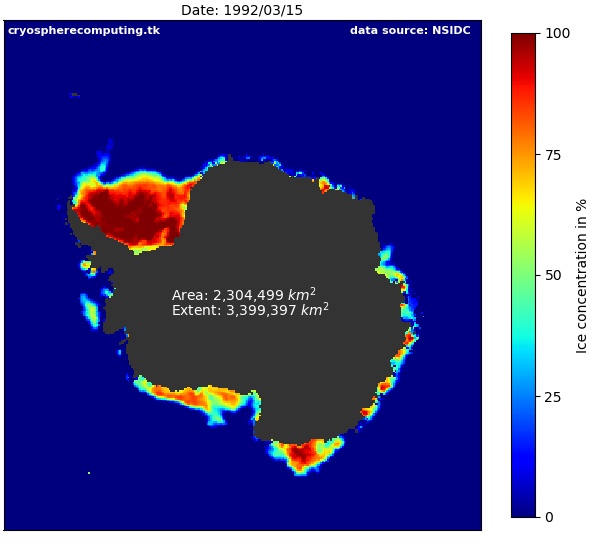 Date: 1992/03/15
cryospherecomputing.tk
data source: NSIDC
100
75
50
25
0
Ice concentration in %
Area: 2,304,499 km²
Extent: 3,399,397 km²